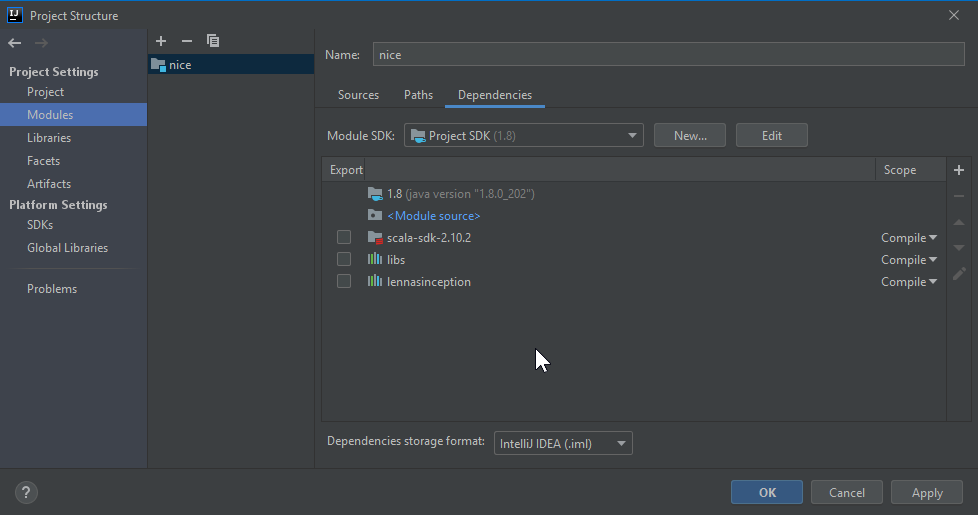 IJ
Project Structure
Project Settings
Project
Modules
Libraries
Facets
Artifacts
Platform Settings
SDKs
Global Libraries
Problems
nice
Name: nice
Sources Paths Dependencies
Module SDK: Project SDK (1.8) New... Edit
Export Scope
1.8 (java version "1.8.0_202")
<Module source>
scala-sdk-2.10.2 Compile
libs Compile
lennasinception Compile
Dependencies storage format: IntelliJ IDEA (.iml)
? OK Cancel Apply